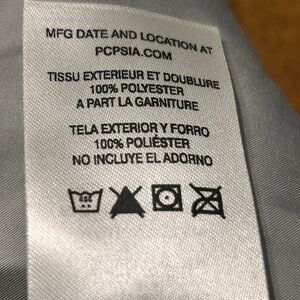 MFG DATE AND LOCATION AT
PCPSIA.COM
TISSU EXTERIEUR ET DOUBLURE
100% POLYESTER
A PART LA GARNITURE
TELA EXTERIOR Y FORRO
100% POLIÉSTER
NO INCLUYE EL ADORNO